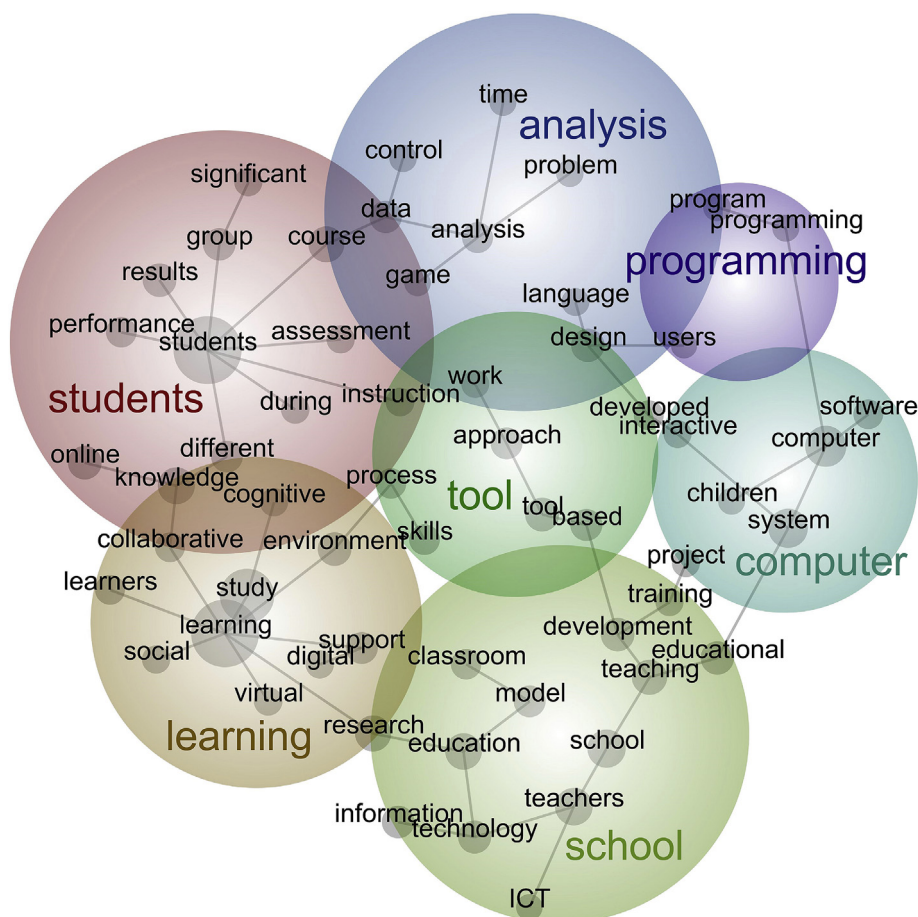 time
analysis
control
problem
significant
program
data
programming
group
course
analysis
programming
results
game
language
performance
assessment
students
design
users
work
students
during
instruction
developed
software
interactive
approach
computer
different
online
knowledge
process
cognitive
tool
children
tool
based
system
skills
collaborative
environment
project
computer
learners
study
training
learning
development
support
educational
social
digital
classroom
teaching
virtual
model
research
learning
education
school
teachers
information
technology
school
ICT